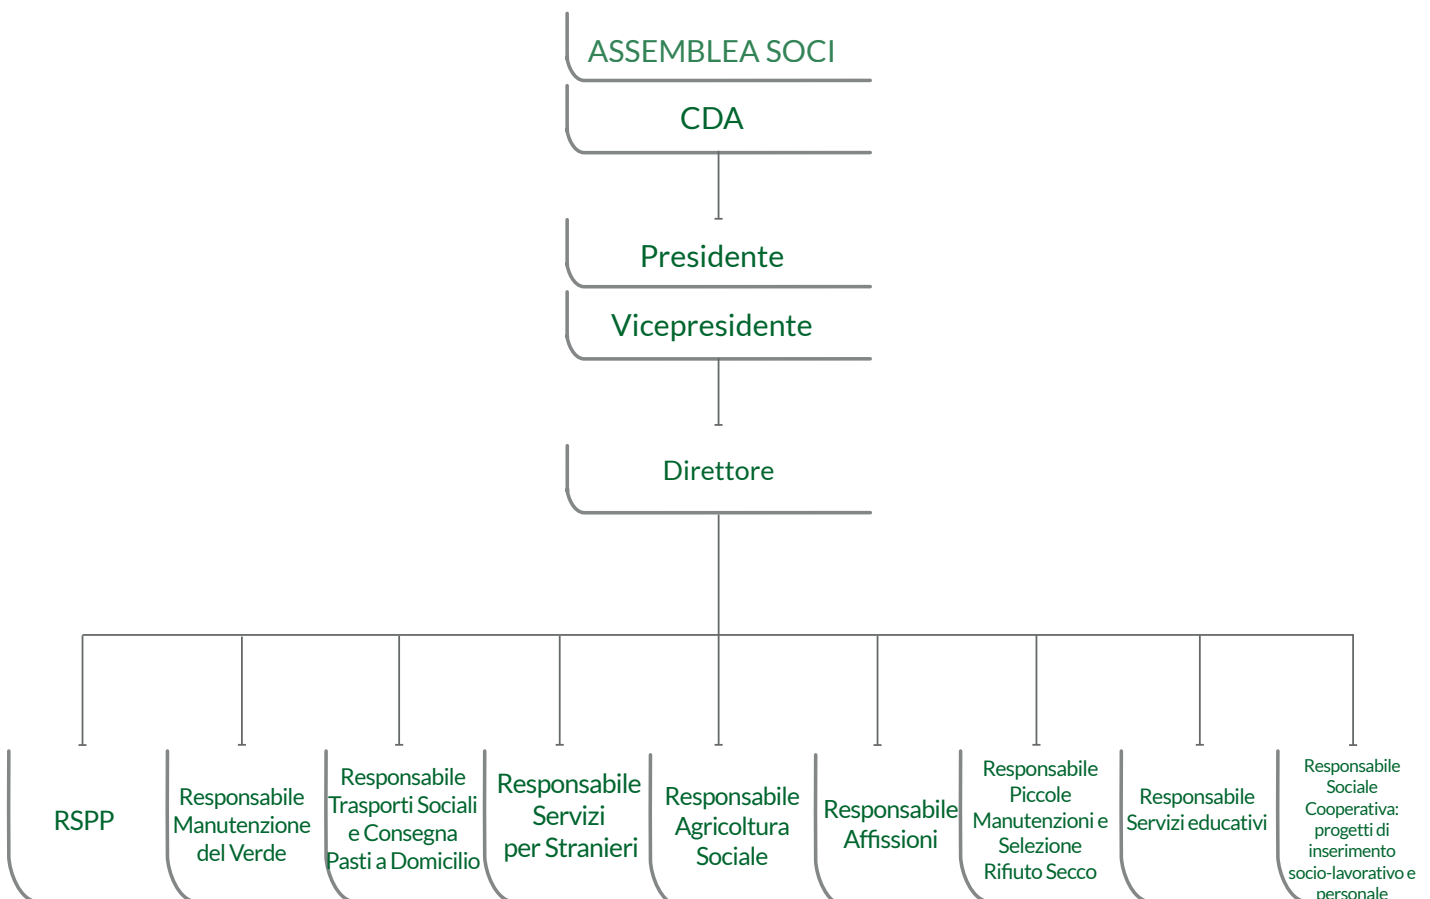 ASSEMBLEA SOCI
CDA
Presidente
Vicepresidente
Direttore
RSPP
Responsabile
Manutenzione
del Verde
Responsabile
Trasporti Sociali
e Consegna
Pasti a Domicilio
Responsabile
Servizi
per Stranieri
Responsabile
Agricoltura
Sociale
Responsabile
Affissioni
Responsabile
Piccole
Manutenzioni e
Selezione
Rifiuto Secco
Responsabile
Servizi educativi
Responsabile
Sociale
Cooperativa:
progetti di
inserimento
socio-lavorativo e
personale